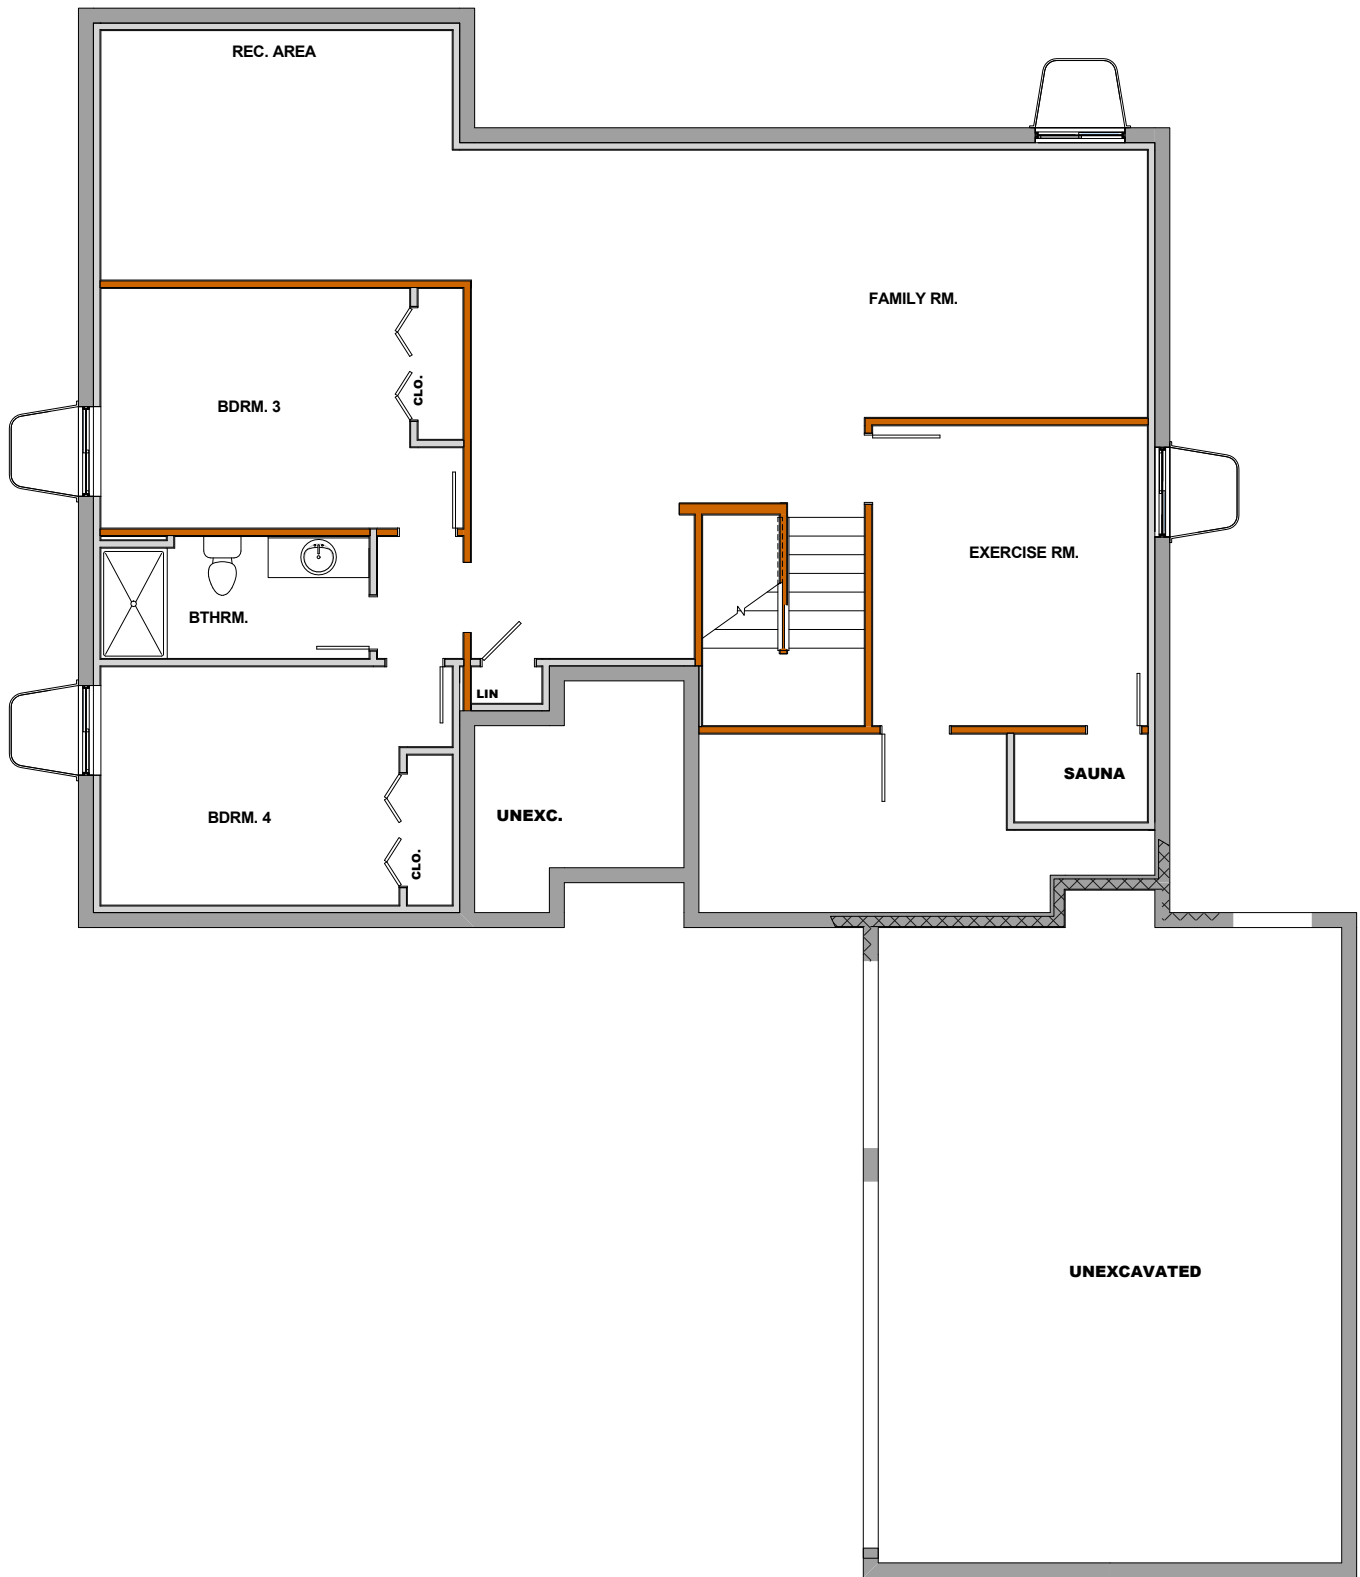 REC. AREA
FAMILY RM.
BDRM. 3
CLO.
EXERCISE RM.
BTHRM.
N
LIN
SAUNA
UNEXC.
BDRM. 4
CLO.
UNEXCAVATED